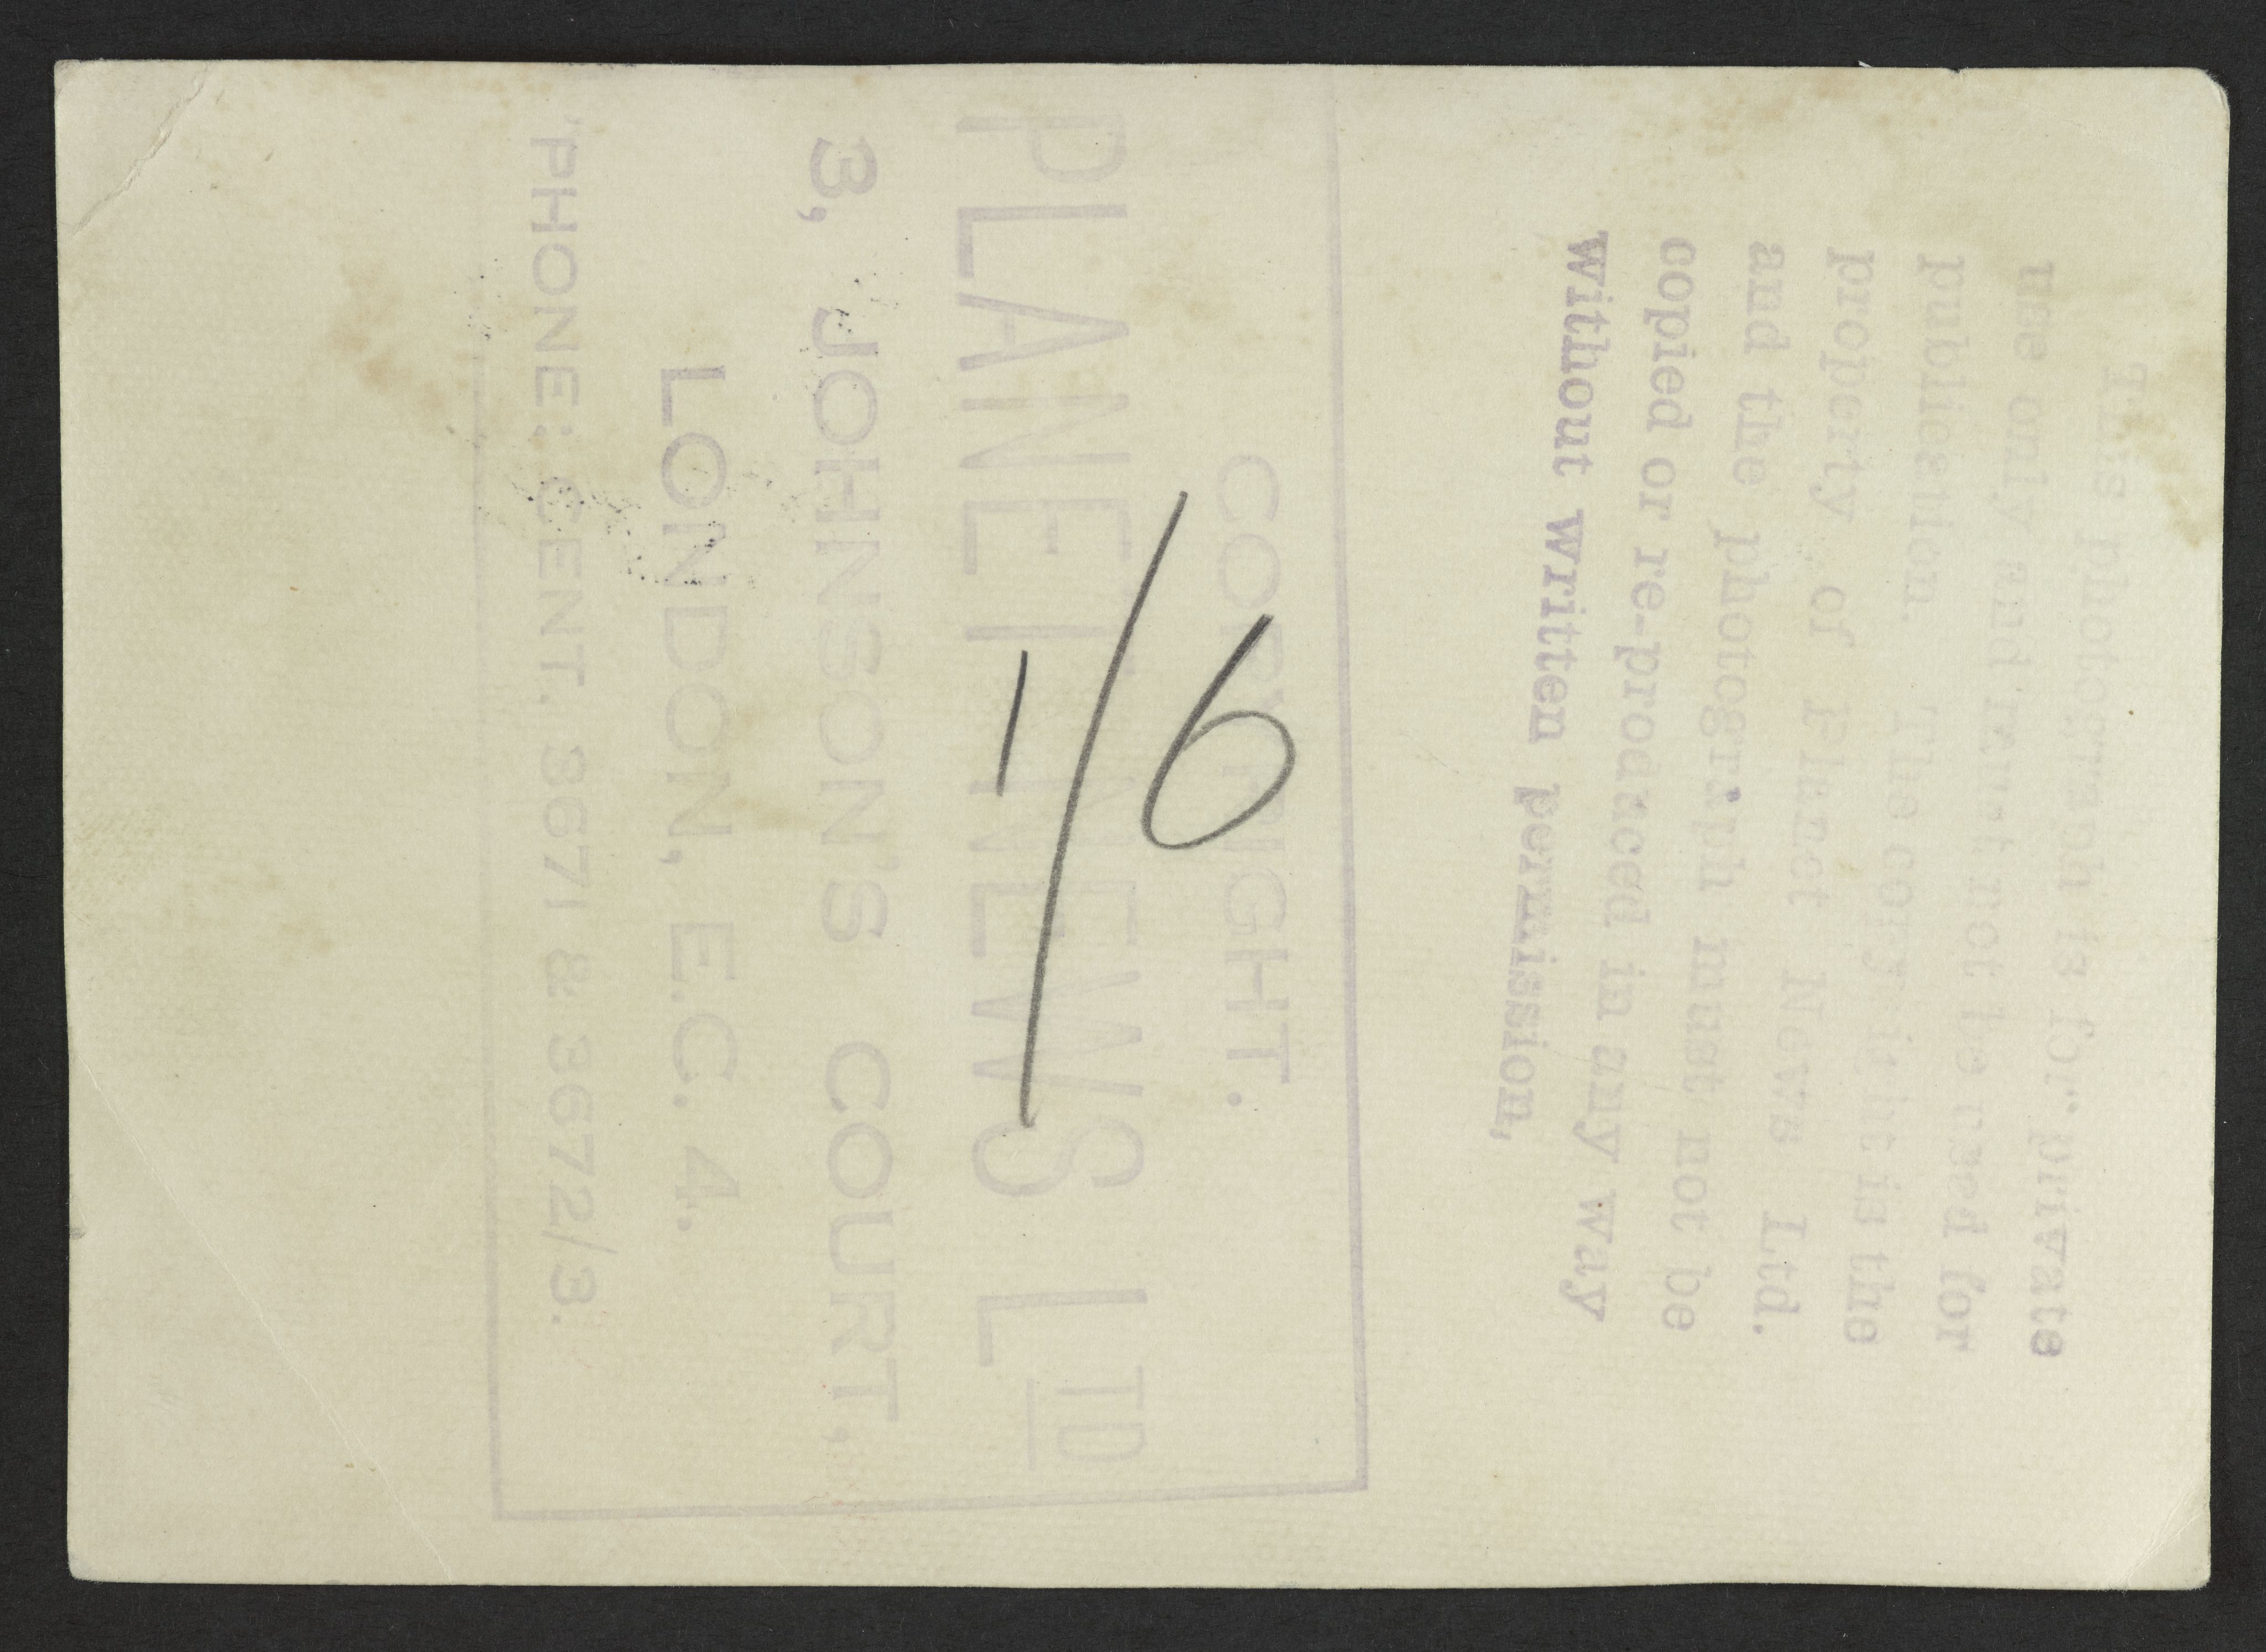 This photograph is for private
use only and must not be used for
publication. The copyright is the
property of Planet News Ltd.
and the photograph must not be
copied or re-produced in any way
without written permission,
COPYRIGHT.
PLANET NEWS LTD
3, JOHNSON'S COURT,
LONDON, E.C. 4.
'PHONE: CENT. 3671 & 3672/3.
1/6